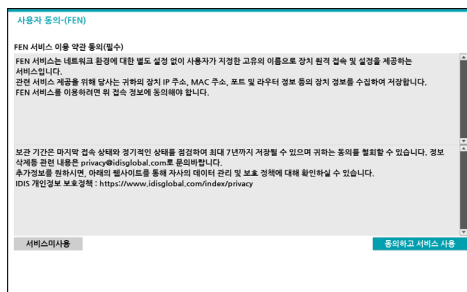 사용자 동의-(FEN)
FEN 서비스 이용 약관 동의(필수)
FEN 서비스는 네트워크 환경에 대한 별도 설정 없이 사용자가 지정한 고유의 이름으로 장치 원격 접속 및 설정을 제공하는
서비스입니다.
관련 서비스 제공을 위해 당사는 귀하의 장치 IP 주소, MAC 주소, 포트 및 라우터 정보 등의 장치 정보를 수집하여 저장합니다.
FEN 서비스를 이용하려면 위 접속 정보에 동의해야 합니다.
보관 기간은 마지막 접속 상태와 정기적인 상태를 점검하여 최대 7년까지 저장될 수 있으며 귀하는 동의를 철회할 수 있습니다. 정보
삭제등 관련 내용은 privacy@idisglobal.com로 문의바랍니다.
추가정보를 원하시면, 아래의 웹사이트를 통해 자사의 데이터 관리 및 보호 정책에 대해 확인하실 수 있습니다.
IDIS 개인정보 보호정책 : https://www.idisglobal.com/index/privacy
서비스미사용
동의하고 서비스 사용